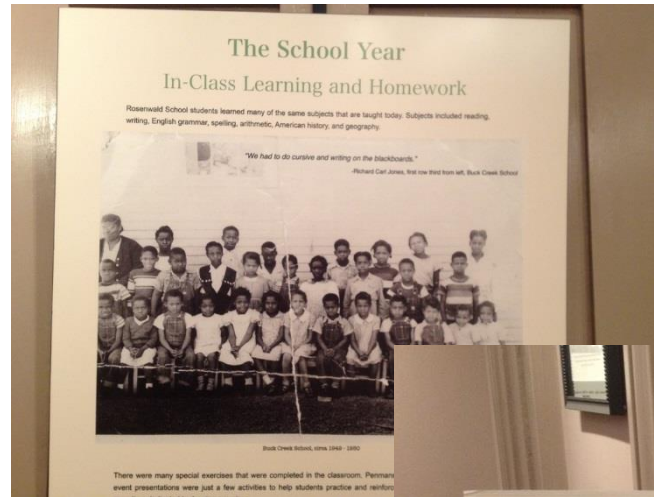 The School Year
In-Class Learning and Homework
Rosenwald School students learned many of the same subjects that are taught today. Subjects included reading,
writing, English grammar, spelling, arithmetic, American history, and geography.
"We had to do cursive and writing on the blackboards."
-Richard Carl Jones, first row third from left, Buck Creek School
Buck Creek School, circa 1949 - 1950
There were many special exercises that were completed in the classroom.
event presentations were just a few activities to help students practice and